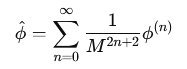 $$\hat{\phi} = \sum_{n=0}^{\infty} \frac{1}{M^{2n+2}} \phi^{(n)}$$